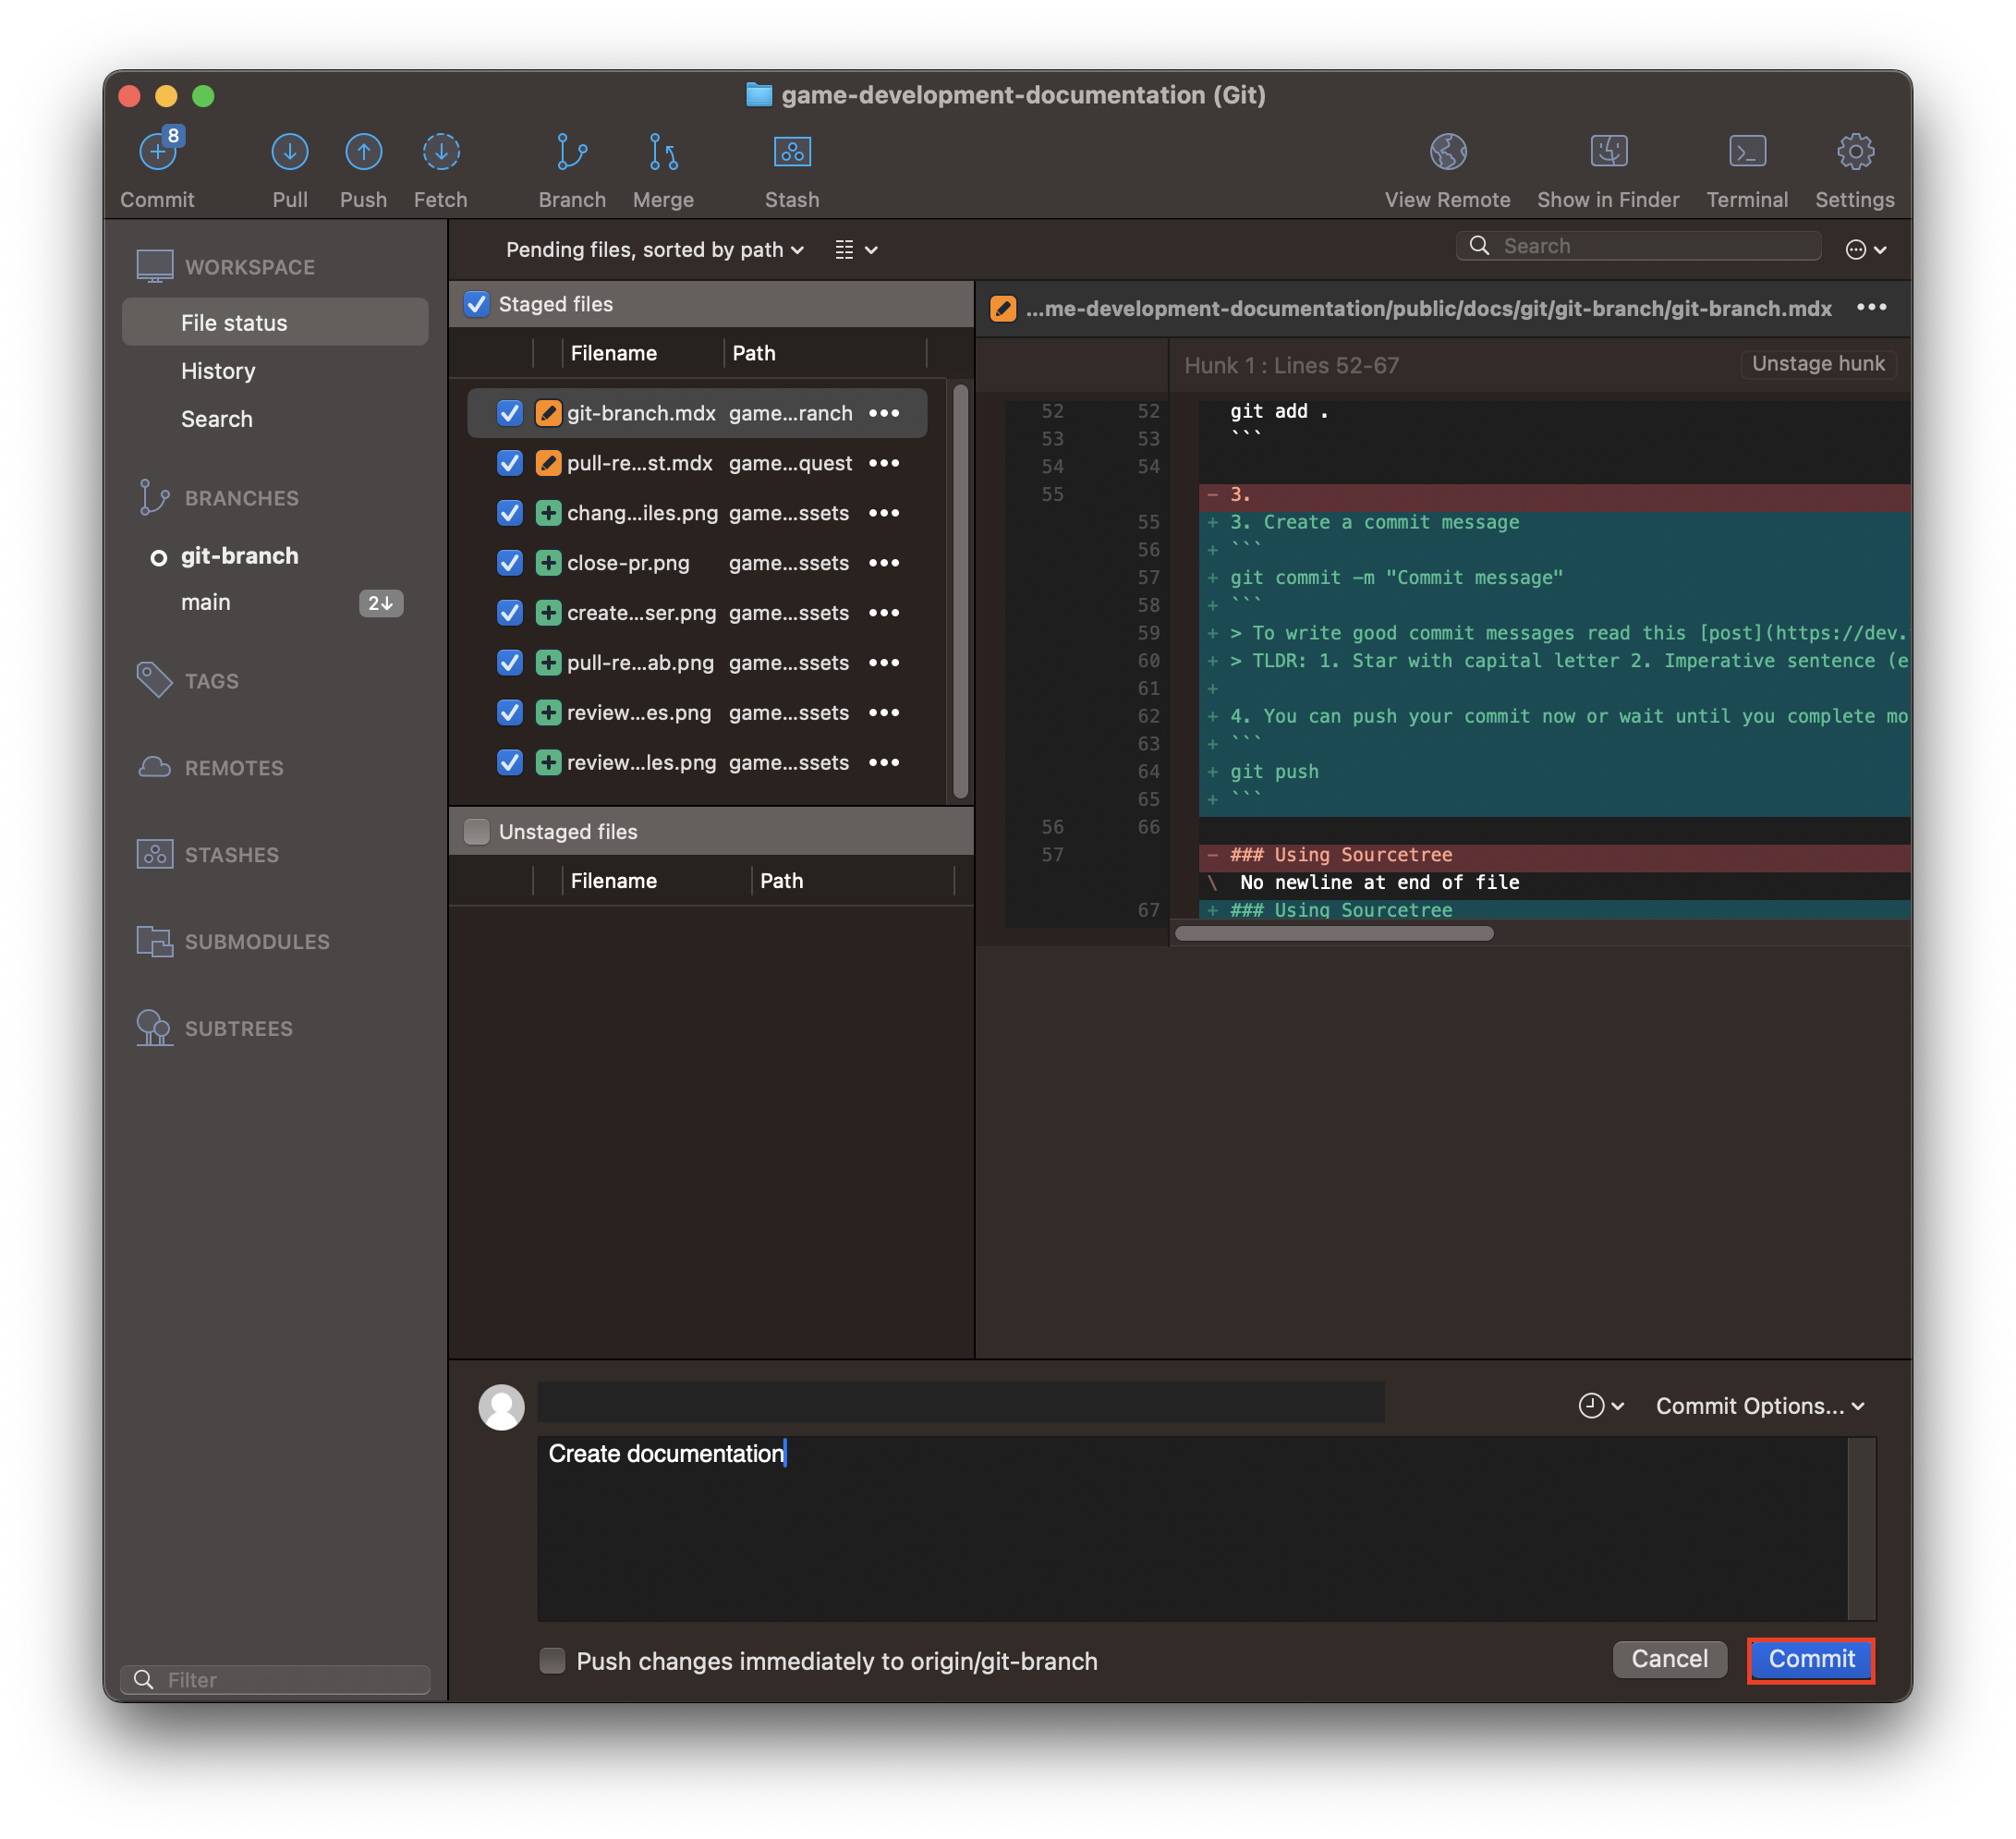 game-development-documentation (Git)
8
Commit
Pull
Push
Fetch
Branch
Merge
Stash
View Remote
Show in Finder
Terminal
Settings
WORKSPACE
File status
History
Search
BRANCHES
git-branch
main 2↓
TAGS
REMOTES
STASHES
SUBMODULES
SUBTREES
Filter
Pending files, sorted by path
Search
Staged files
Filename Path
git-branch.mdx game...ranch •••
pull-re...st.mdx game...quest •••
chang...iles.png game...ssets •••
close-pr.png game...ssets •••
create...ser.png game...ssets •••
pull-re...ab.png game...ssets •••
review...es.png game...ssets •••
review...les.png game...ssets •••
Unstaged files
Filename Path
...me-development-documentation/public/docs/git/git-branch/git-branch.mdx •••
Hunk 1 : Lines 52-67 Unstage hunk
52 52 git add .
53 53 ```
54 54
55 - 3.
55 + 3. Create a commit message
56 + ```
57 + git commit -m "Commit message"
58 + ```
59 + > To write good commit messages read this [post](https://dev.
60 + > TLDR: 1. Star with capital letter 2. Imperative sentence (e
61 +
62 + 4. You can push your commit now or wait until you complete mo
63 + ```
64 + git push
65 + ```
56 66
57 - ### Using Sourcetree
\ No newline at end of file
67 + ### Using Sourcetree
Commit Options...
Create documentation
Push changes immediately to origin/git-branch
Cancel
Commit